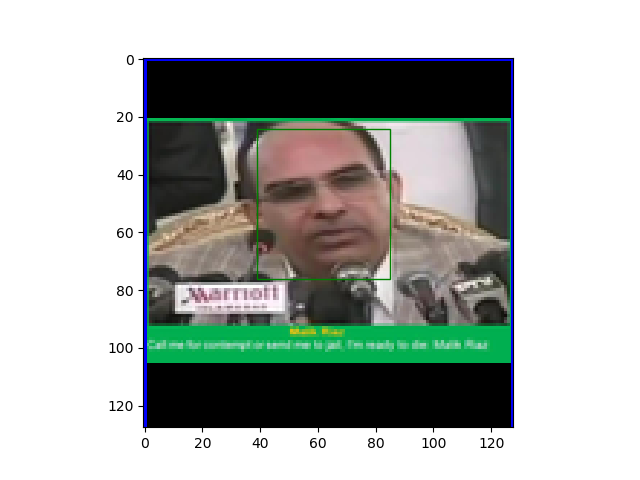 0
20
40
60
80
100
120
Marriott
ISLAMABAD
Malik Riaz
Call me for contempt or send me to jail, I'm ready to die: Malik Riaz
0 20 40 60 80 100 120